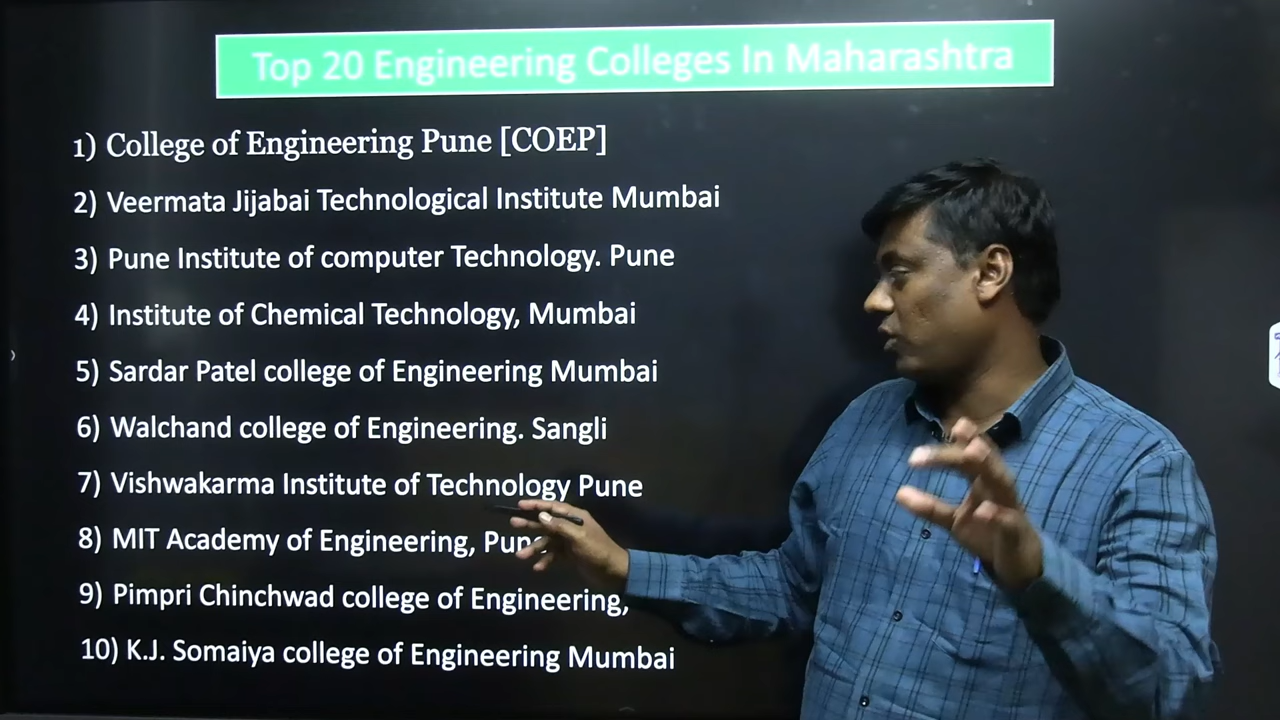 Top 20 Engineering Colleges In Maharashtra
1) College of Engineering Pune [COEP]
2) Veermata Jijabai Technological Institute Mumbai
3) Pune Institute of computer Technology. Pune
4) Institute of Chemical Technology, Mumbai
5) Sardar Patel college of Engineering Mumbai
6) Walchand college of Engineering. Sangli
7) Vishwakarma Institute of Technology Pune
8) MIT Academy of Engineering,
9) Pimpri Chinchwad college of Engineering,
10) K.J. Somaiya college of Engineering Mumbai